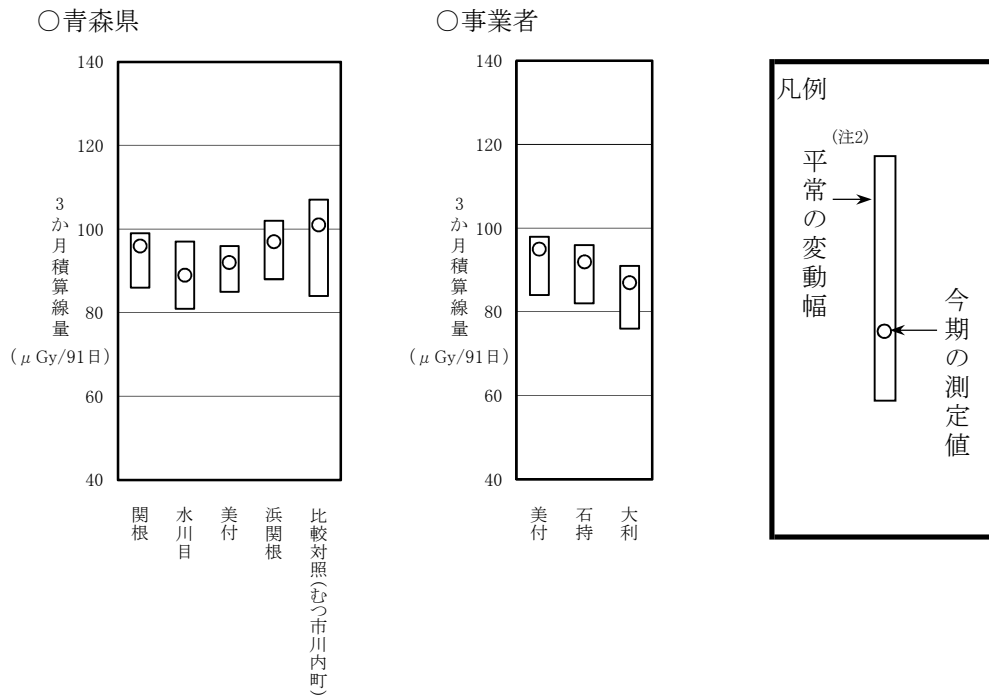 ○青森県
140
120
100
80
60
40
3か月積算線量
(μGy/91日)
関根
水川目
美付
浜関根
比較対照(むつ市川内町)
○事業者
140
120
100
80
60
40
3か月積算線量
(μGy/91日)
美付
石持
大利
凡例
(注2)
平常の変動幅
今期の測定値